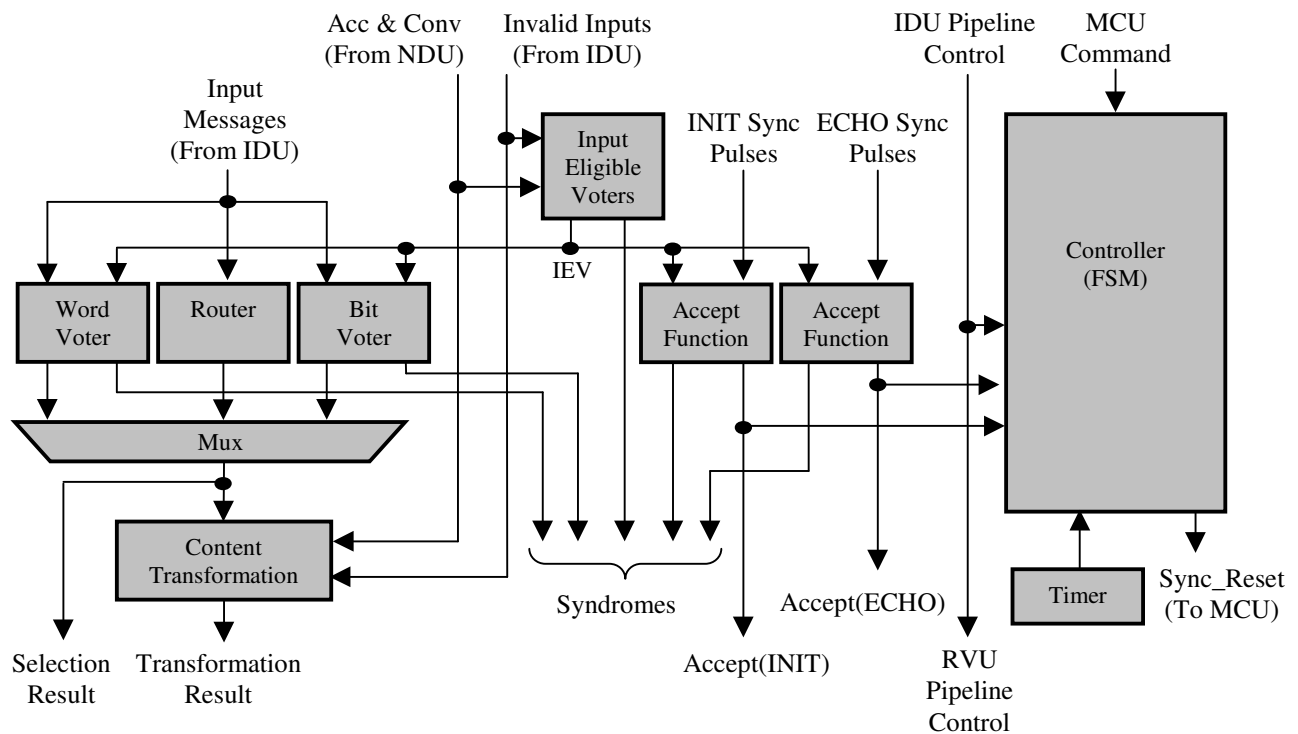 Acc & Conv
(From NDU)
Invalid Inputs
(From IDU)
IDU Pipeline
Control
MCU
Command
Input
Messages
(From IDU)
INIT Sync
Pulses
ECHO Sync
Pulses
Input
Eligible
Voters
IEV
Controller
(FSM)
Word
Voter
Router
Bit
Voter
Accept
Function
Accept
Function
Mux
Content
Transformation
Syndromes
Accept(ECHO)
Timer
Sync_Reset
(To MCU)
Selection
Result
Transformation
Result
Accept(INIT)
RVU
Pipeline
Control